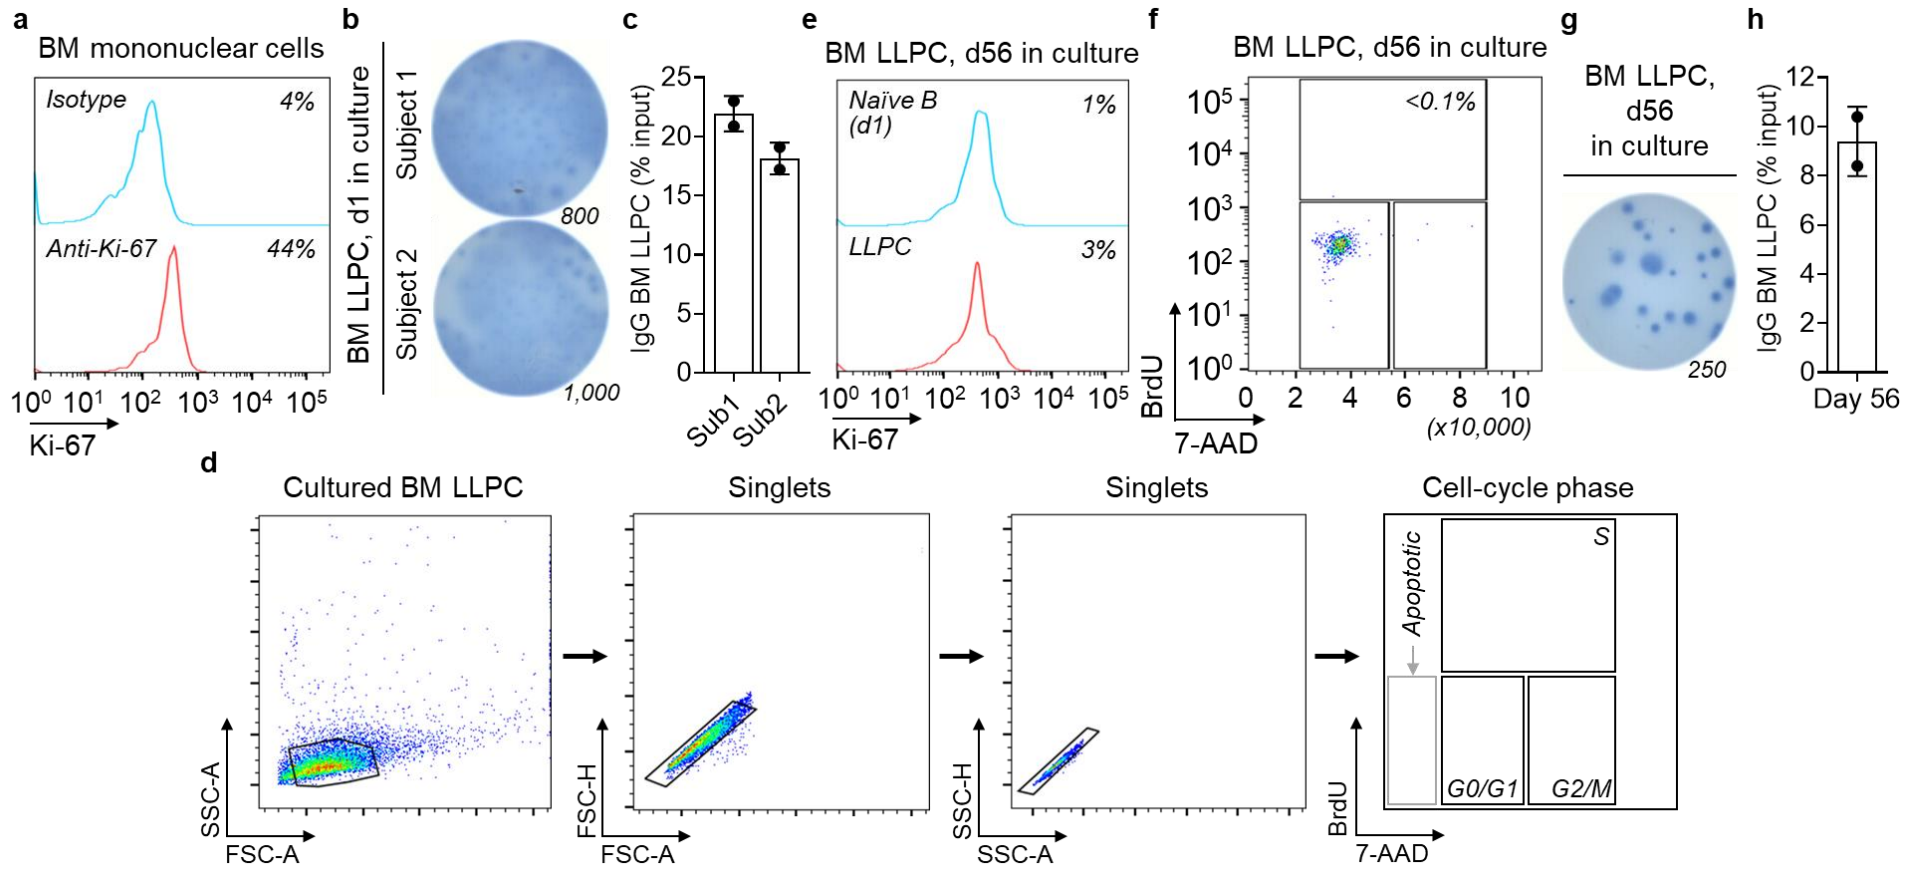 a
BM mononuclear cells
Isotype
4%
Anti-Ki-67
44%
10⁰ 10¹ 10² 10³ 10⁴ 10⁵
Ki-67
b
BM LLPC, d1 in culture
Subject 1
Subject 2
800
1,000
c
IgG BM LLPC (% input)
25
20
15
10
5
0
Sub1
Sub2
e
BM LLPC, d56 in culture
Naïve B
(d1)
1%
LLPC
3%
10⁰ 10¹ 10² 10³ 10⁴ 10⁵
Ki-67
f
BM LLPC, d56 in culture
<0.1%
10⁵
10⁴
10³
10²
10¹
10⁰
BrdU
0 2 4 6 8 10
(x10,000)
7-AAD
g
BM LLPC,
d56
in culture
250
h
IgG BM LLPC (% input)
12
10
8
6
4
2
0
Day 56
d
Cultured BM LLPC
SSC-A
FSC-A
Singlets
FSC-H
FSC-A
Singlets
SSC-H
SSC-A
Cell-cycle phase
Apoptotic
S
G0/G1
G2/M
BrdU
7-AAD